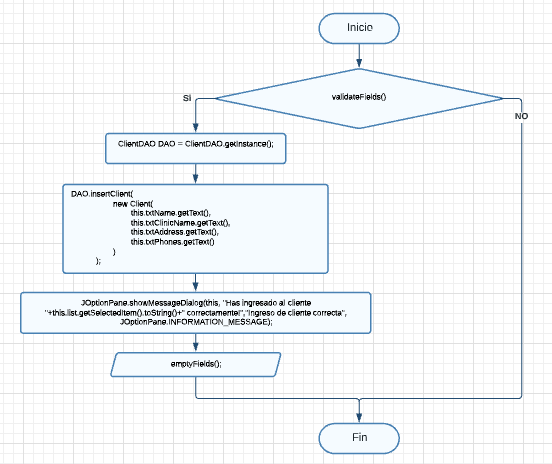 Inicio
validateFields()
Si
NO
ClientDAO DAO = ClientDAO.getInstance();
DAO.insertClient(
new Client(
this.txtName.getText(),
this.txtClinicName.getText(),
this.txtAddress.getText(),
this.txtPhones.getText()
)
);
JOptionPane.showMessageDialog(this, "Has ingresado al cliente
"+this.list.getSelectedItem().toString()+" correctamente!","Ingreso de cliente correcta",
JOptionPane.INFORMATION_MESSAGE);
emptyFields();
Fin